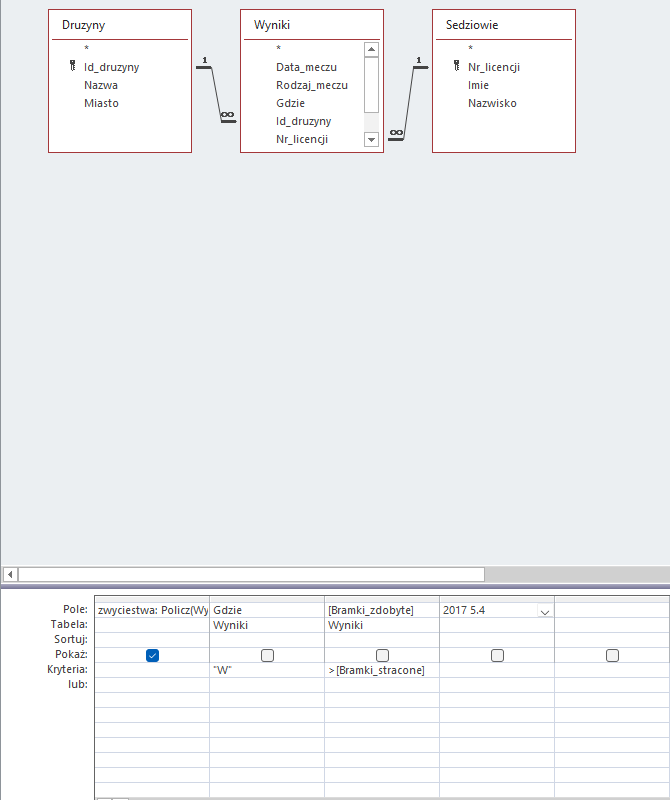 Druzyny
*
Id_druzyny
Nazwa
Miasto
1
∞
Wyniki
*
Data_meczu
Rodzaj_meczu
Gdzie
Id_druzyny
Nr_licencji
1
∞
Sedziowie
*
Nr_licencji
Imie
Nazwisko
Pole: zwyciestwa: Policz(Wy Gdzie [Bramki_zdobyte] 2017 5.4
Tabela: Wyniki Wyniki
Sortuj:
Pokaż:
Kryteria: "W" >[Bramki_stracone]
lub: